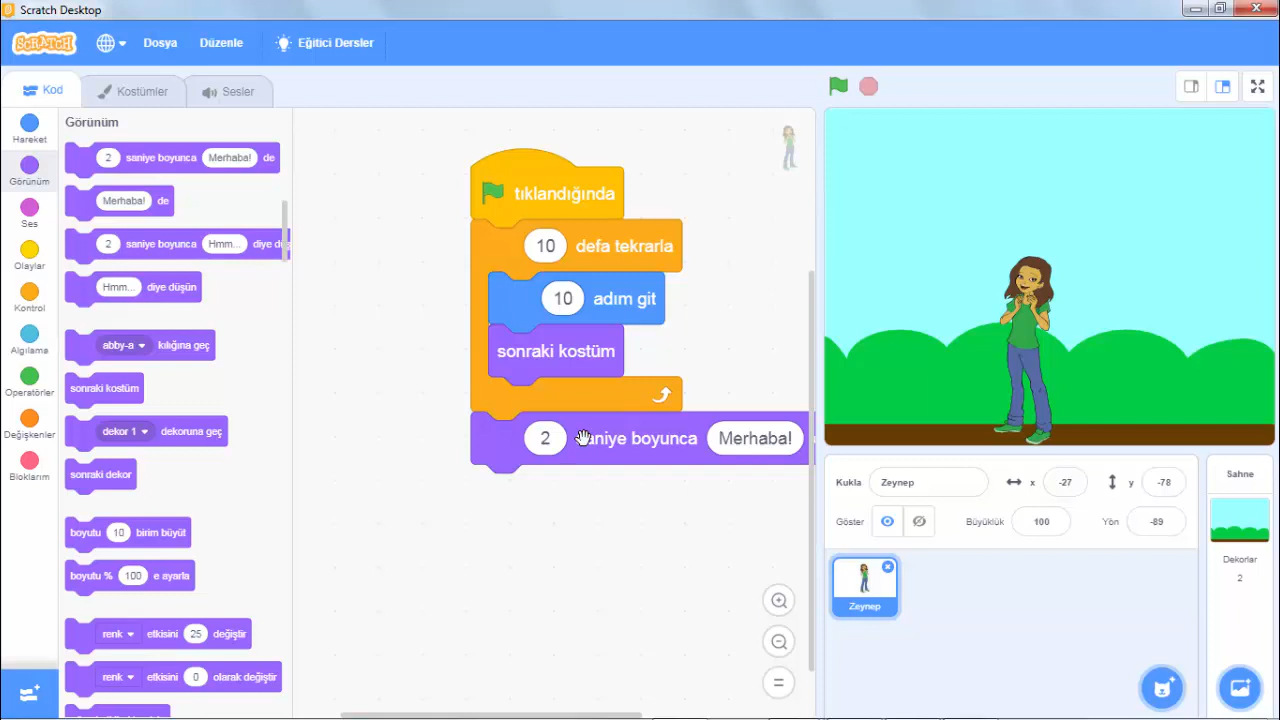 Scratch Desktop
SCRATCH
Dosya
Düzenle
Eğitici Dersler
Kod
Kostümler
Sesler
Hareket
Görünüm
Ses
Olaylar
Kontrol
Algılama
Operatörler
Değişkenler
Bloklarım
Görünüm
2 saniye boyunca Merhaba! de
Merhaba! de
2 saniye boyunca Hmm...
Hmm... diye düşün
abby-a kılığına geç
sonraki kostüm
dekor 1 dekoruna geç
sonraki dekor
boyutu 10 birim büyüt
boyutu % 100 e ayarla
renk etkisini 25 değiştir
renk etkisini 0 olarak değiştir
tıklandığında
10 defa tekrarla
10 adım git
sonraki kostüm
2 saniye boyunca Merhaba!
Kukla Zeynep x -27 y -78
Göster Büyüklük 100 Yön -89
Zeynep
Sahne
Dekorlar
2